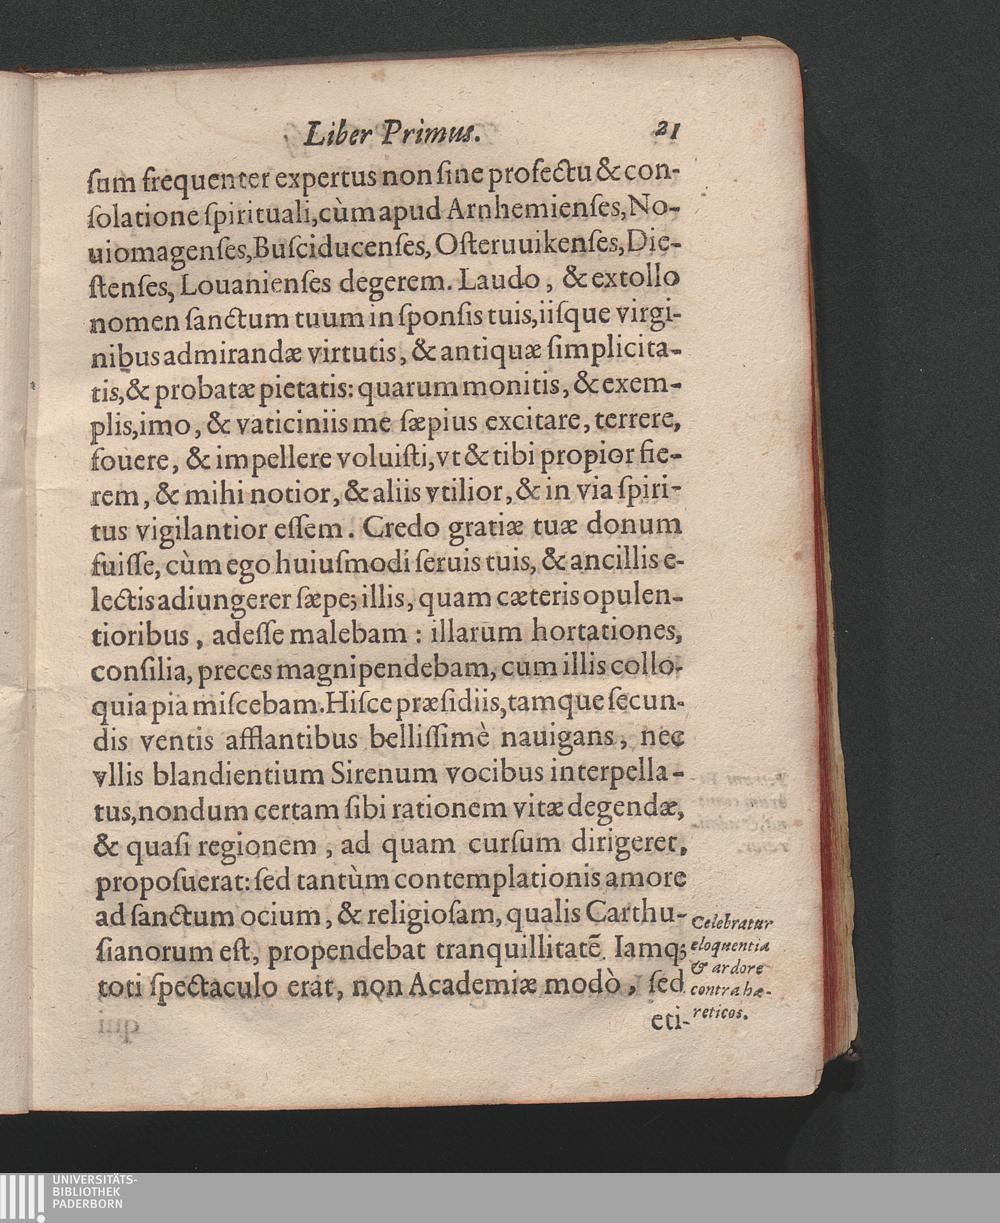 Liber Primus. 21
ſum frequenter expertus non ſine profectu & con-
ſolatione ſpirituali, cùm apud Arnhemienſes, No-
uiomagenſes, Buſciducenſes, Oſteruuikenſes, Die-
ſtenſes, Louanienſes degerem. Laudo, & extollo
nomen ſanctum tuum in ſponſis tuis, iiſque virgi-
nibus admirandæ virtutis, & antiquæ ſimplicita-
tis, & probatæ pietatis: quarum monitis, & exem-
plis, imo, & vaticiniis me ſæpius excitare, terrere,
fouere, & impellere voluiſti, vt & tibi propior fie-
rem, & mihi notior, & aliis vtilior, & in via ſpiri-
tus vigilantior eſſem. Credo gratiæ tuæ donum
fuiſſe, cùm ego huiuſmodi ſeruis tuis, & ancillis e-
lectis adiungerer ſæpe; illis, quam cæteris opulen-
tioribus, adeſſe malebam: illarum hortationes,
conſilia, preces magnipendebam, cum illis collo-
quia pia miſcebam. Hiſce præſidiis, tamque ſecun-
dis ventis afflantibus belliſſimè nauigans, nec
vllis blandientium Sirenum vocibus interpella-
tus, nondum certam ſibi rationem vitæ degendæ,
& quaſi regionem, ad quam curſum dirigeret,
propoſuerat: ſed tantùm contemplationis amore
ad ſanctum ocium, & religioſam, qualis Carthu-
ſianorum eſt, propendebat tranquillitatẽ. Iamq;
toti ſpectaculo erat, non Academiæ modò, ſed
eti-
Celebratur
eloquentia
& ardore
contra hæ-
reticos.
UNIVERSITÄTS-
BIBLIOTHEK
PADERBORN